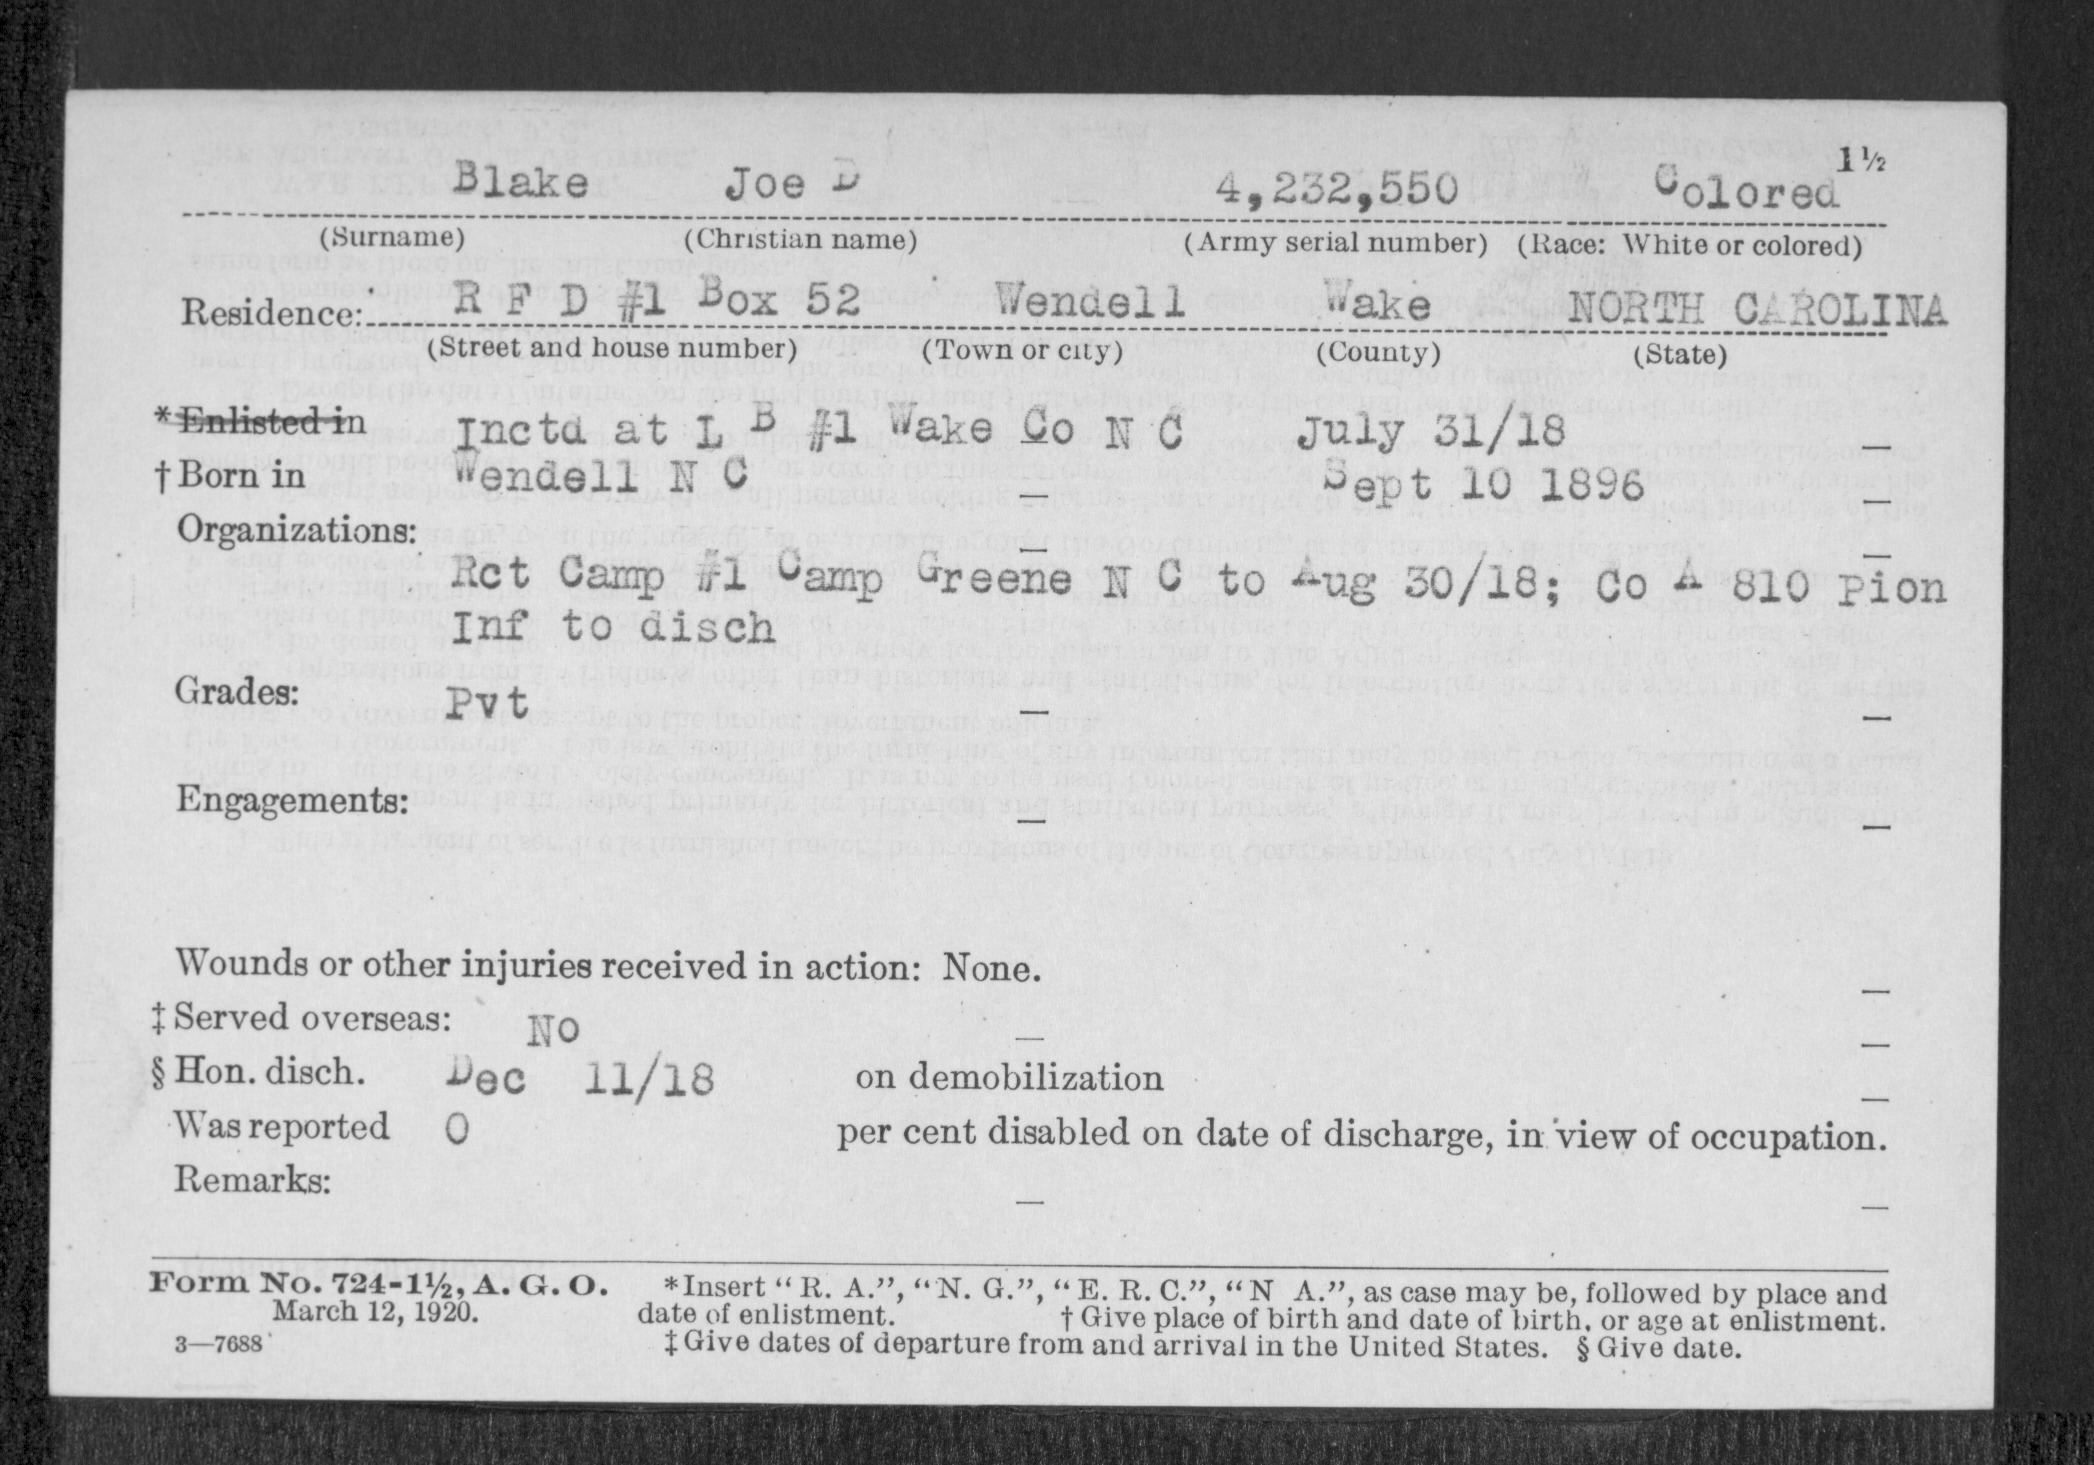 1½
Blake Joe D 4,232,550 Colored
(Surname) (Christian name) (Army serial number) (Race: White or colored)
Residence: R F D #1 Box 52 Wendell Wake NORTH CAROLINA
(Street and house number) (Town or city) (County) (State)
*Enlisted in Inctd at L B #1 Wake Co N C July 31/18 —
†Born in Wendell N C — Sept 10 1896 —
Organizations: — —
Rct Camp #1 Camp Greene N C to Aug 30/18; Co A 810 Pion
Inf to disch
Grades: Pvt — —
Engagements: — —
Wounds or other injuries received in action: None. —
‡Served overseas: No — —
§Hon. disch. Dec 11/18 on demobilization —
Was reported 0 per cent disabled on date of discharge, in view of occupation.
Remarks: — —
Form No. 724-1½, A. G. O. *Insert "R. A.", "N. G.", "E. R. C.", "N A.", as case may be, followed by place and
March 12, 1920. date of enlistment. †Give place of birth and date of birth, or age at enlistment.
3—7688 ‡Give dates of departure from and arrival in the United States. §Give date.